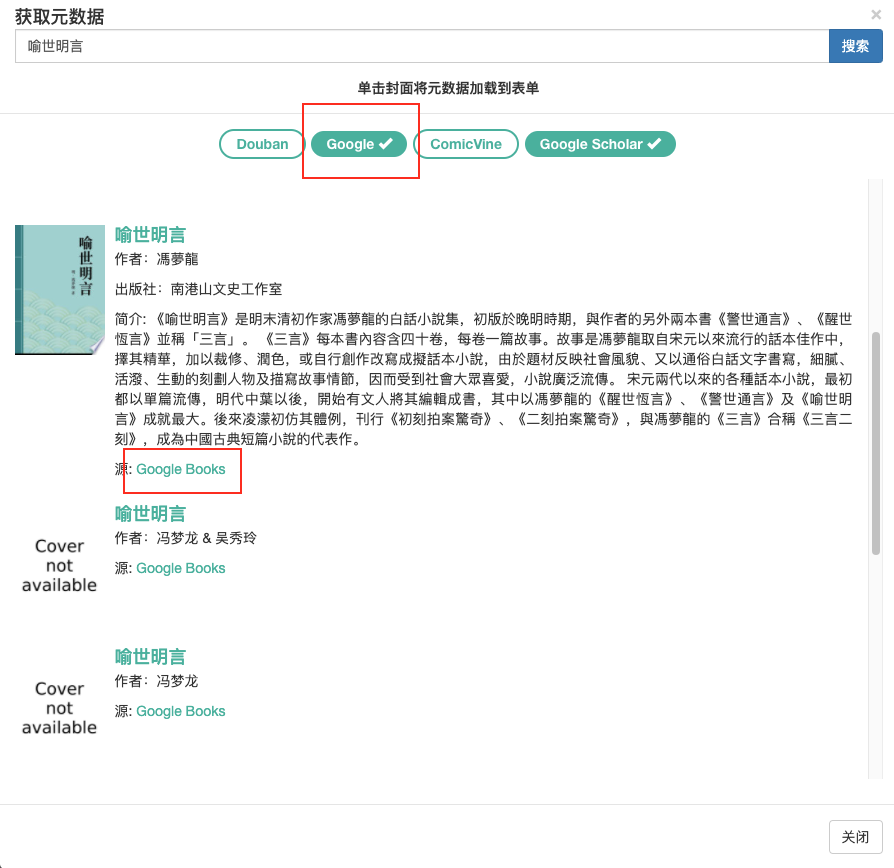 获取元数据
×
喻世明言
搜索
单击封面将元数据加载到表单
Douban
Google ✔
ComicVine
Google Scholar ✔
喻世明言
喻世明言
作者：馮夢龍
出版社：南港山文史工作室
简介:《喻世明言》是明末清初作家馮夢龍的白話小說集，初版於晚明時期，與作者的另外兩本書《警世通言》、《醒世
恆言》並稱「三言」。《三言》每本書內容含四十卷，每卷一篇故事。故事是馮夢龍取自宋元以來流行的話本佳作中，
擇其精華，加以裁修、潤色，或自行創作改寫成擬話本小說，由於題材反映社會風貌、又以通俗白話文字書寫，細膩、
活潑、生動的刻劃人物及描寫故事情節，因而受到社會大眾喜愛，小說廣泛流傳。 宋元兩代以來的各種話本小說，最初
都以單篇流傳，明代中葉以後，開始有文人將其編輯成書，其中以馮夢龍的《醒世恆言》、《警世通言》及《喻世明
言》成就最大。後來凌濛初仿其體例，刊行《初刻拍案驚奇》、《二刻拍案驚奇》，與馮夢龍的《三言》合稱《三言二
刻》，成為中國古典短篇小說的代表作。
源: Google Books
Cover
not
available
喻世明言
作者：冯梦龙 & 吴秀玲
源: Google Books
Cover
not
available
喻世明言
作者：冯梦龙
源: Google Books
关闭